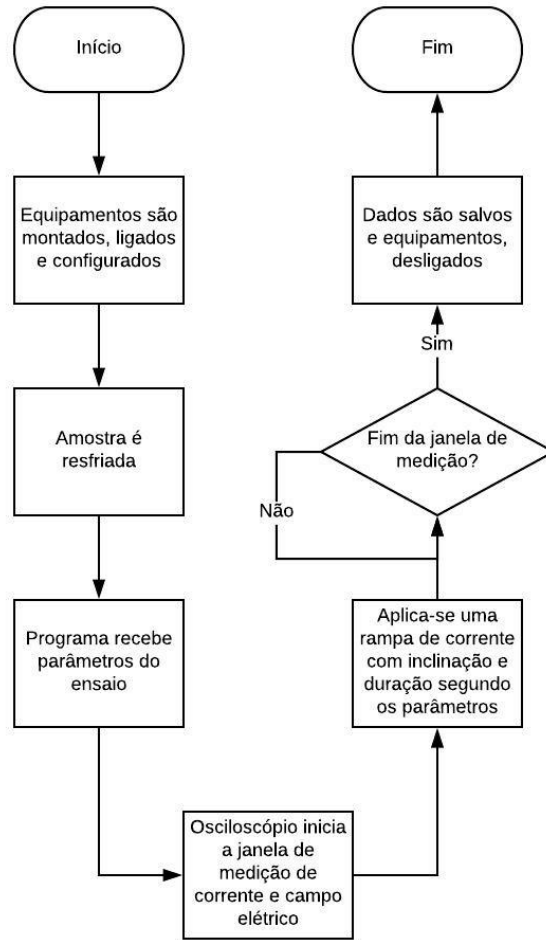 Início
Equipamentos são
montados, ligados
e configurados
Amostra é
resfriada
Programa recebe
parâmetros do
ensaio
Osciloscópio inicia
a janela de
medição de
corrente e campo
elétrico
Aplica-se uma
rampa de corrente
com inclinação e
duração segundo
os parâmetros
Fim da janela de
medição?
Não
Sim
Dados são salvos
e equipamentos,
desligados
Fim